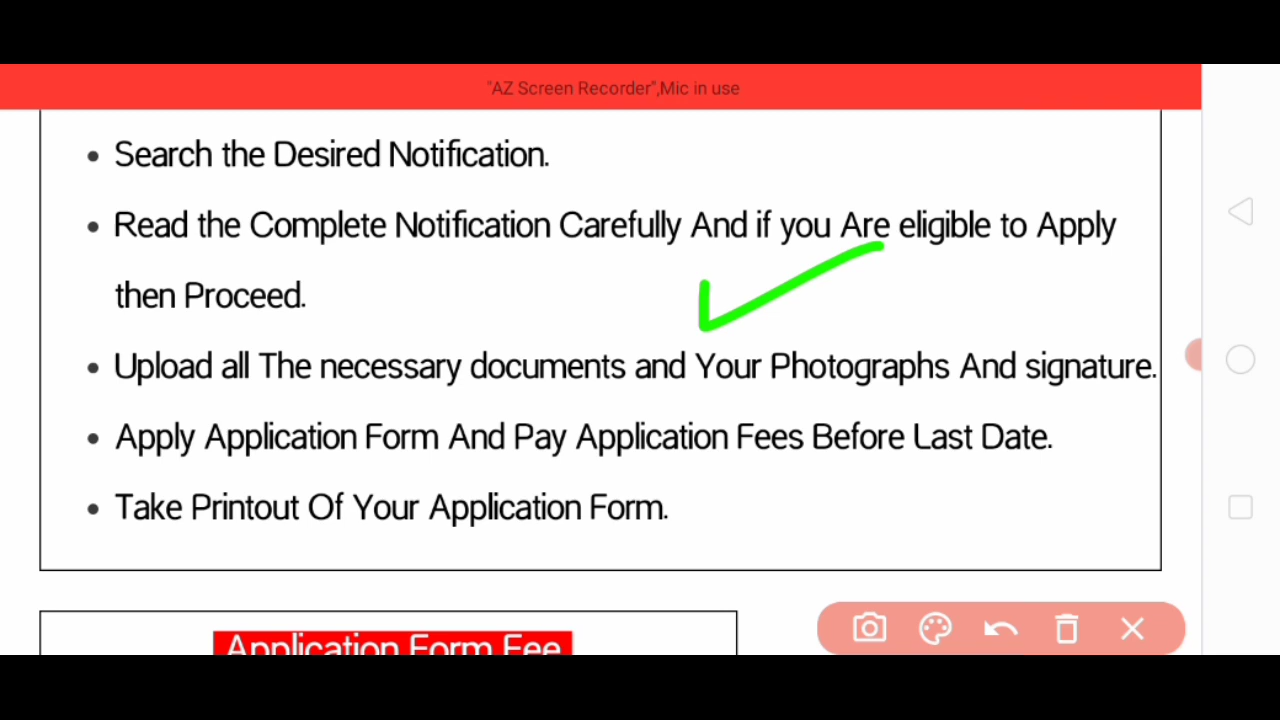 "AZ Screen Recorder",Mic in use
• Search the Desired Notification.
• Read the Complete Notification Carefully And if you Are eligible to Apply
then Proceed.
• Upload all The necessary documents and Your Photographs And signature.
• Apply Application Form And Pay Application Fees Before Last Date.
• Take Printout Of Your Application Form.
Application Form Fee